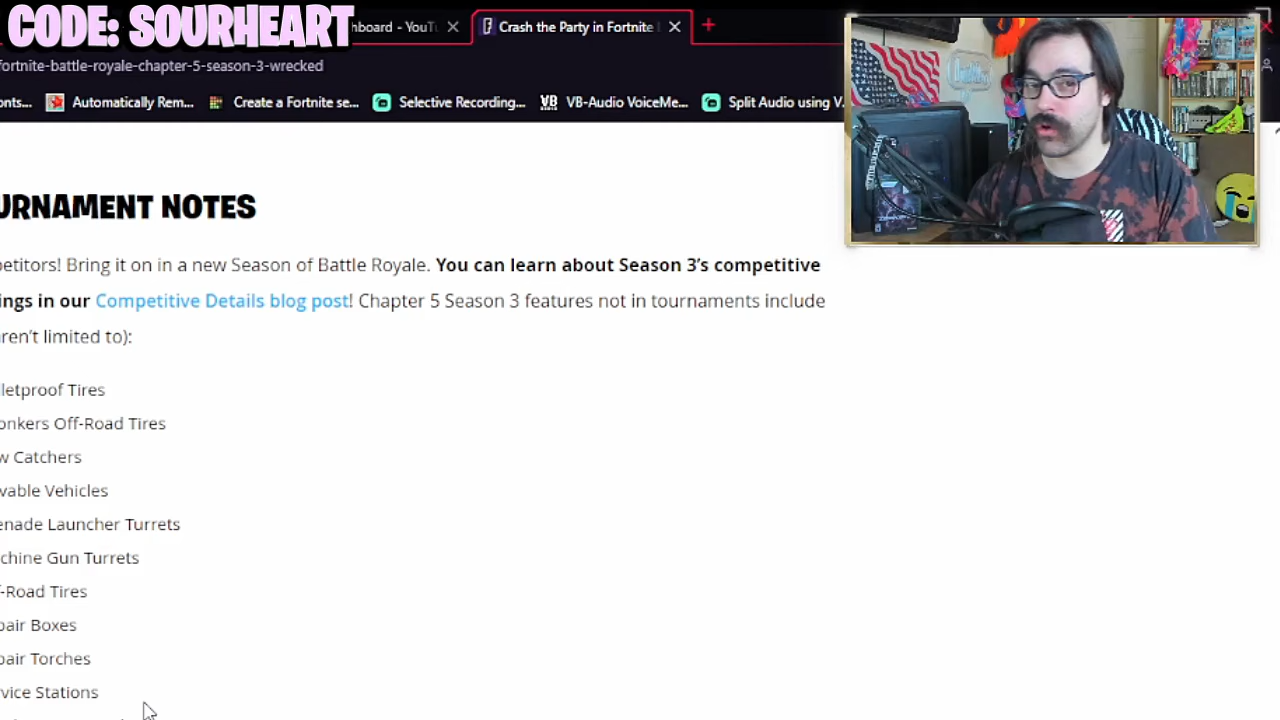 CODE: SOURHEART
hboard - YouTu
Crash the Party in Fortnite
fortnite-battle-royale-chapter-5-season-3-wrecked
onts...
Automatically Rem...
Create a Fortnite se...
Selective Recording...
VB-Audio VoiceMe...
Split Audio using V
URNAMENT NOTES
petitors! Bring it on in a new Season of Battle Royale. You can learn about Season 3's competitive
ings in our Competitive Details blog post! Chapter 5 Season 3 features not in tournaments include
ren't limited to):
letproof Tires
onkers Off-Road Tires
w Catchers
vable Vehicles
enade Launcher Turrets
chine Gun Turrets
f-Road Tires
pair Boxes
pair Torches
vice Stations